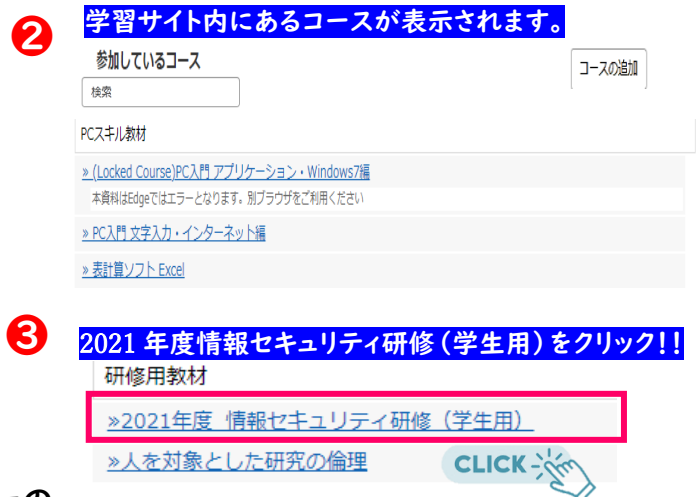 ❷
学習サイト内にあるコースが表示されます。
参加しているコース
コースの追加
検索
PCスキル教材
» (Locked Course)PC入門 アプリケーション・Windows7編
本資料はEdgeではエラーとなります。別ブラウザをご利用ください
» PC入門 文字入力・インターネット編
» 表計算ソフト Excel
❸
2021 年度情報セキュリティ研修(学生用)をクリック!!
研修用教材
»2021年度 情報セキュリティ研修(学生用)
»人を対象とした研究の倫理
CLICK